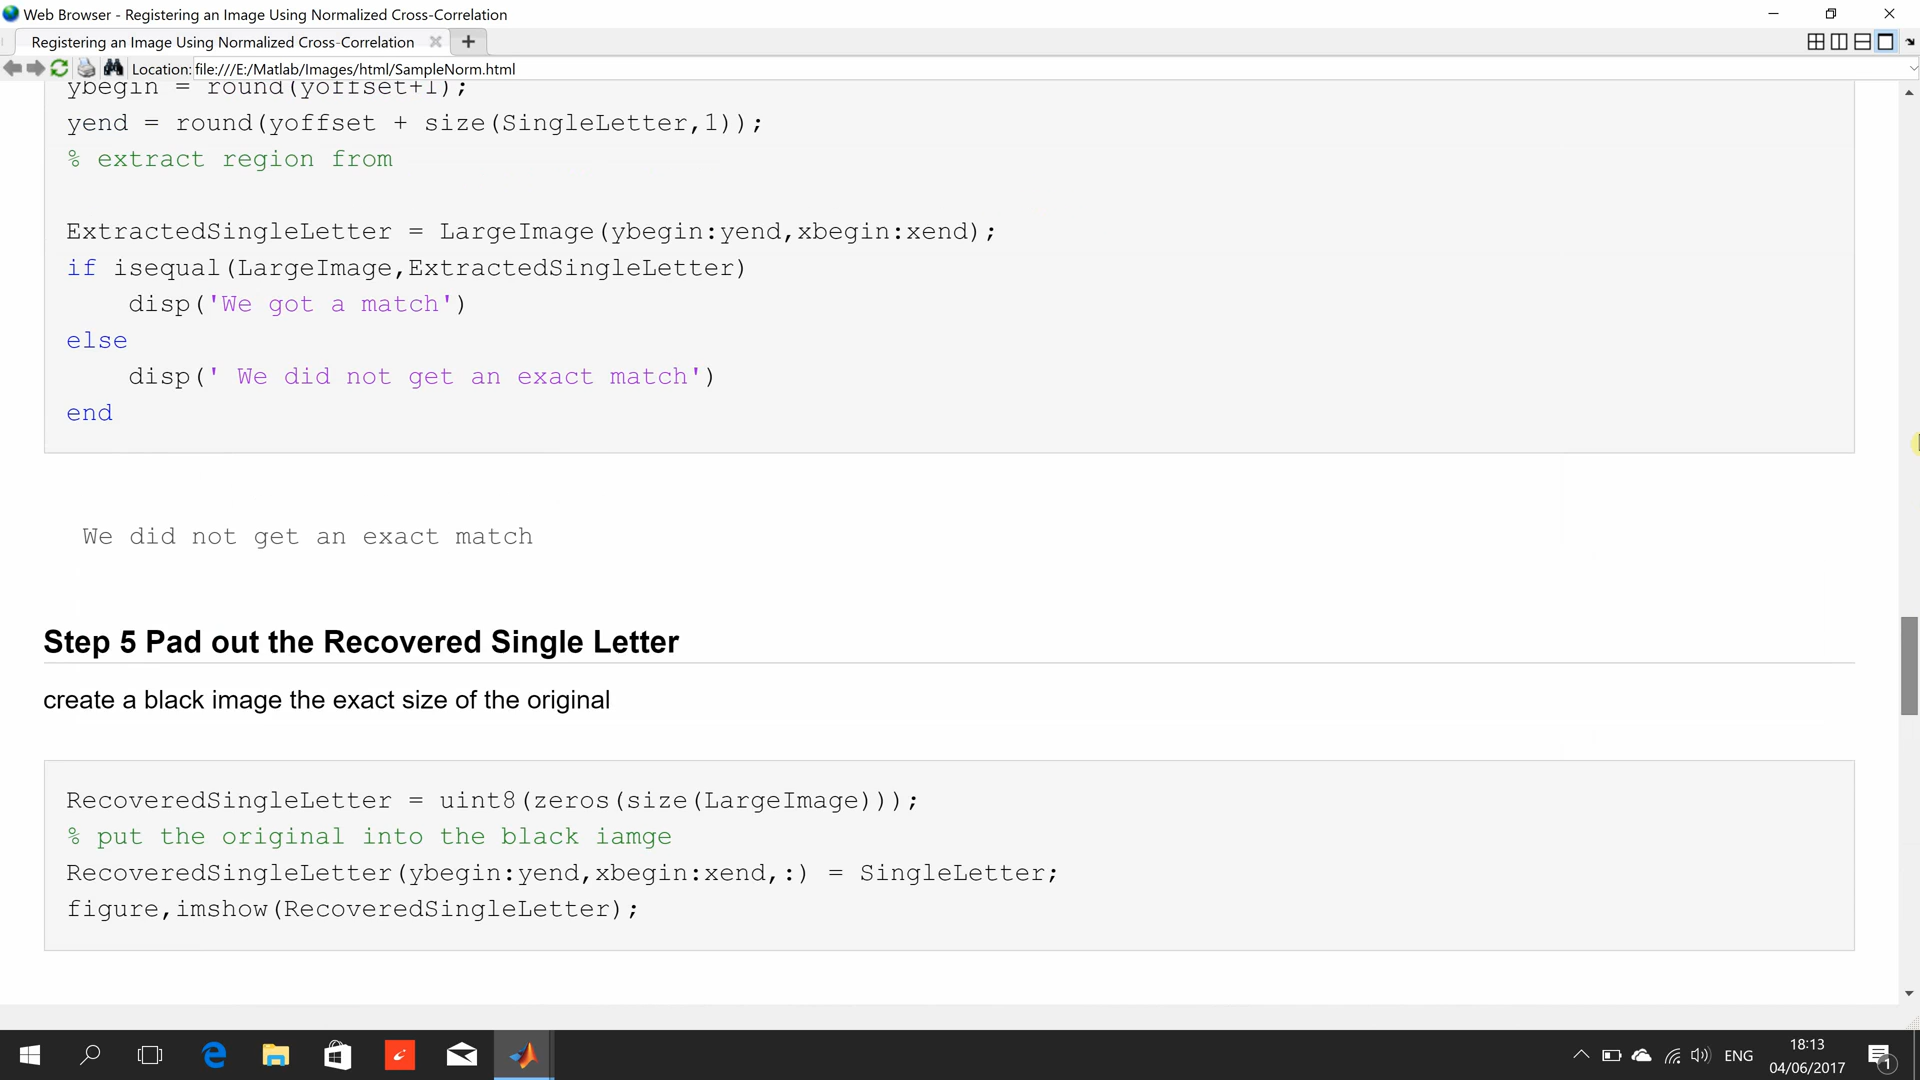 Web Browser - Registering an Image Using Normalized Cross-Correlation
Registering an Image Using Normalized Cross-Correlation
Location: file:///E:/Matlab/Images/html/SampleNorm.html
ybegin = round(yoffset+1);
yend = round(yoffset + size(SingleLetter,1));
% extract region from
ExtractedSingleLetter = LargeImage(ybegin:yend,xbegin:xend);
if isequal(LargeImage,ExtractedSingleLetter)
    disp('We got a match')
else
    disp(' We did not get an exact match')
end
We did not get an exact match
Step 5 Pad out the Recovered Single Letter
create a black image the exact size of the original
RecoveredSingleLetter = uint8(zeros(size(LargeImage)));
% put the original into the black iamge
RecoveredSingleLetter(ybegin:yend,xbegin:xend,:) = SingleLetter;
figure,imshow(RecoveredSingleLetter);
ENG
18:13
04/06/2017
1